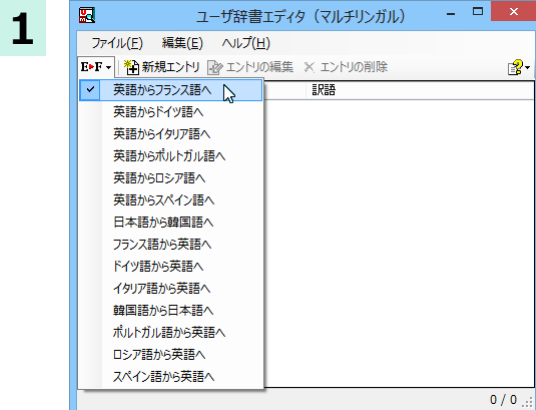 1
ユーザ辞書エディタ（マルチリンガル）
ファイル(F) 編集(E) ヘルプ(H)
E▸F 新規エントリ エントリの編集 エントリの削除
英語からフランス語へ 訳語
英語からドイツ語へ
英語からイタリア語へ
英語からポルトガル語へ
英語からロシア語へ
英語からスペイン語へ
日本語から韓国語へ
フランス語から英語へ
ドイツ語から英語へ
イタリア語から英語へ
韓国語から日本語へ
ポルトガル語から英語へ
ロシア語から英語へ
スペイン語から英語へ
0 / 0